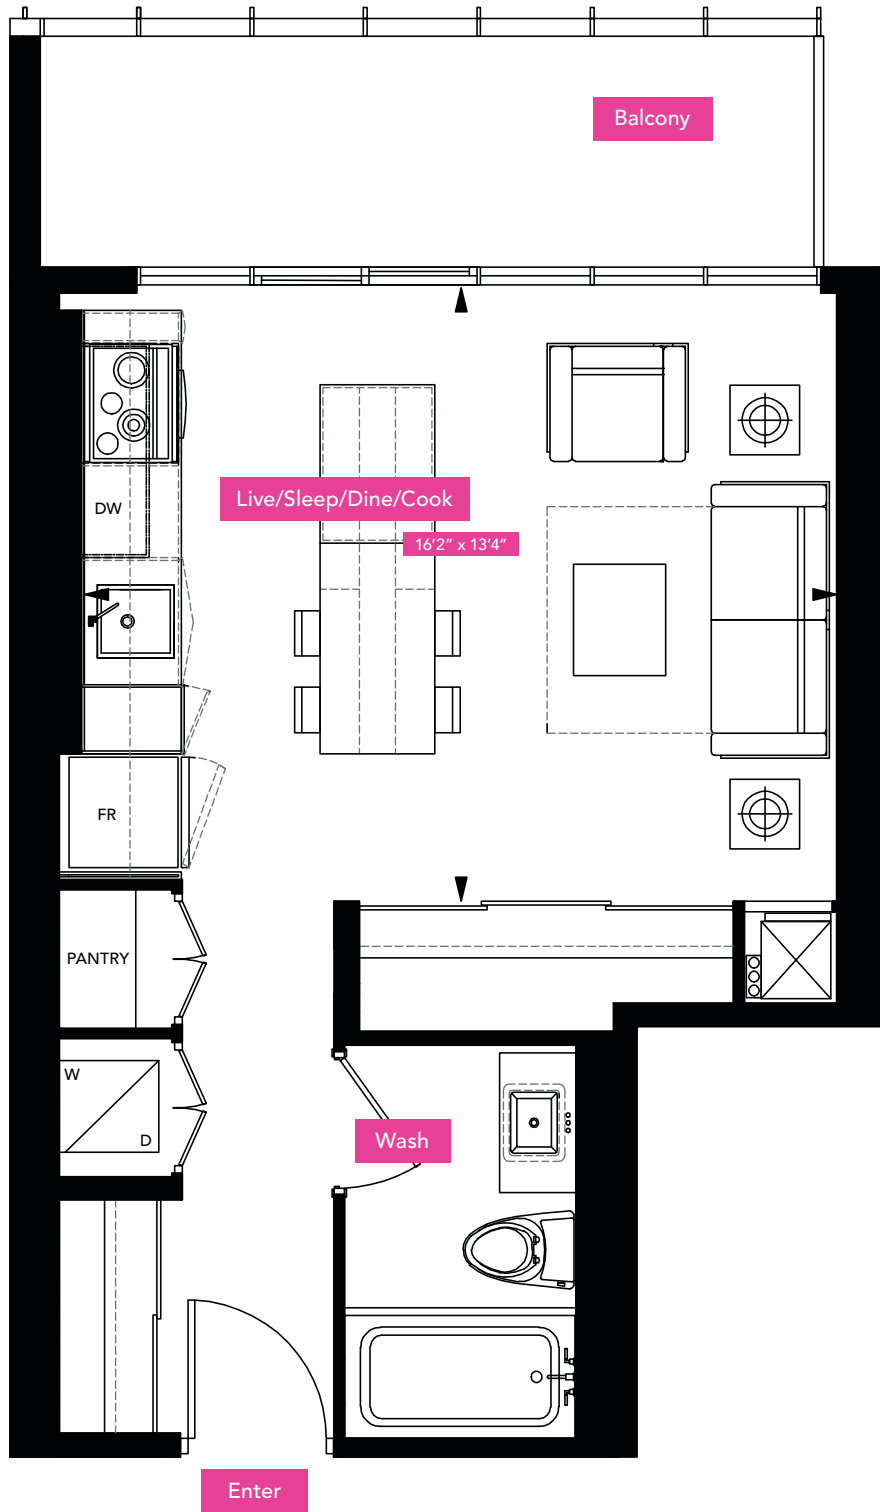 Balcony
DW
Live/Sleep/Dine/Cook
16'2" x 13'4"
FR
PANTRY
W
D
Wash
Enter